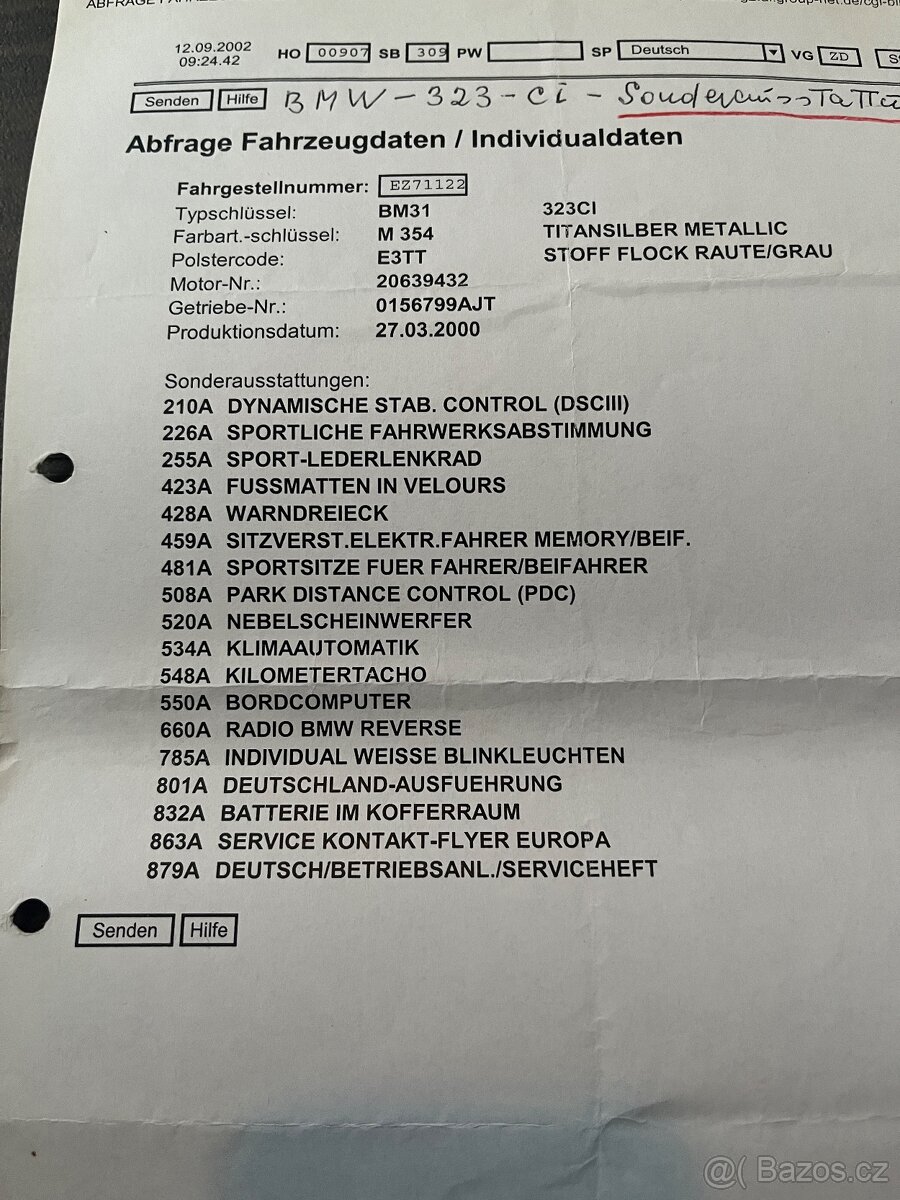 12.09.2002
09:24.42
HO 00907 SB 309 PW SP Deutsch VG ZD
Senden Hilfe BMW - 323 - Ci -
Abfrage Fahrzeugdaten / Individualdaten
Fahrgestellnummer: EZ71122
Typschlüssel: BM31 323CI
Farbart.-schlüssel: M 354 TITANSILBER METALLIC
Polstercode: E3TT STOFF FLOCK RAUTE/GRAU
Motor-Nr.: 20639432
Getriebe-Nr.: 0156799AJT
Produktionsdatum: 27.03.2000
Sonderausstattungen:
210A DYNAMISCHE STAB. CONTROL (DSCIII)
226A SPORTLICHE FAHRWERKSABSTIMMUNG
255A SPORT-LEDERLENKRAD
423A FUSSMATTEN IN VELOURS
428A WARNDREIECK
459A SITZVERST.ELEKTR.FAHRER MEMORY/BEIF.
481A SPORTSITZE FUER FAHRER/BEIFAHRER
508A PARK DISTANCE CONTROL (PDC)
520A NEBELSCHEINWERFER
534A KLIMAAUTOMATIK
548A KILOMETERTACHO
550A BORDCOMPUTER
660A RADIO BMW REVERSE
785A INDIVIDUAL WEISSE BLINKLEUCHTEN
801A DEUTSCHLAND-AUSFUEHRUNG
832A BATTERIE IM KOFFERRAUM
863A SERVICE KONTAKT-FLYER EUROPA
879A DEUTSCH/BETRIEBSANL./SERVICEHEFT
Senden Hilfe
@( Bazos.cz